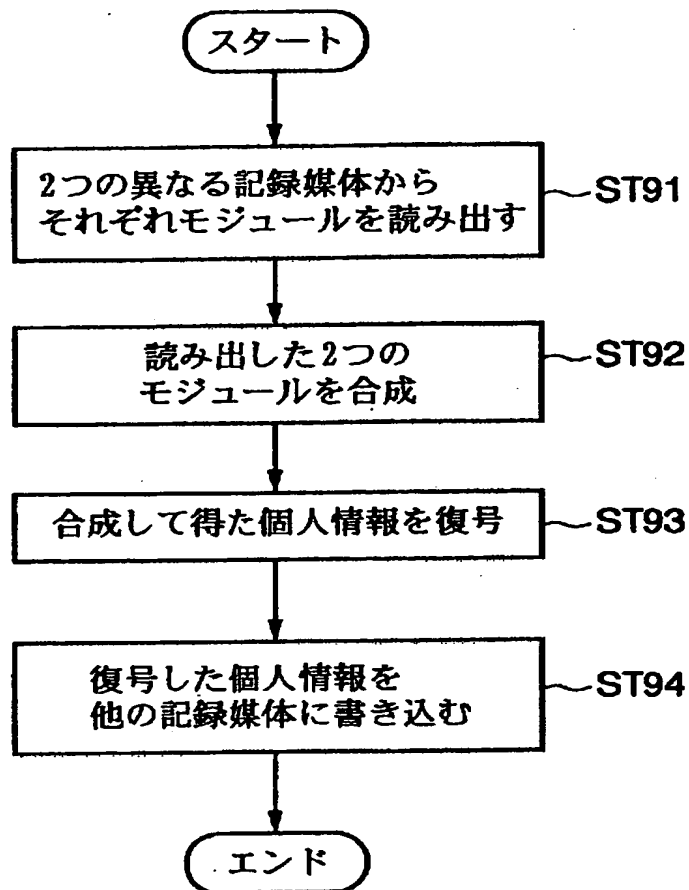 スタート
2つの異なる記録媒体から
それぞれモジュールを読み出す
ST91
読み出した2つの
モジュールを合成
ST92
合成して得た個人情報を復号
ST93
復号した個人情報を
他の記録媒体に書き込む
ST94
エンド